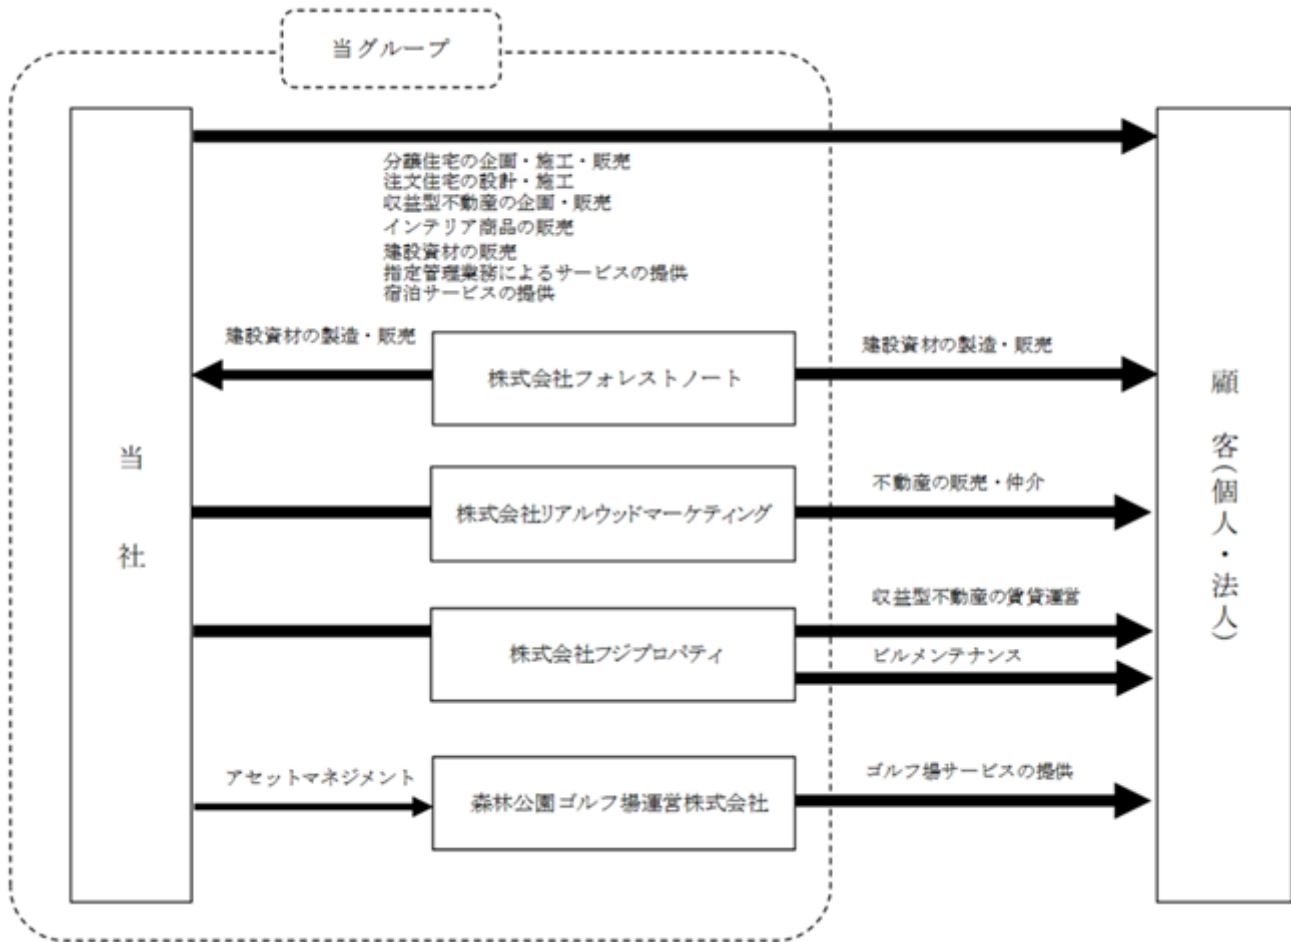 当グループ
分譲住宅の企画・施工・販売
注文住宅の設計・施工
収益型不動産の企画・販売
インテリア商品の販売
建設資材の販売
指定管理業務によるサービスの提供
宿泊サービスの提供
建設資材の製造・販売
株式会社フォレストノート
建設資材の製造・販売
当社
顧客(個人・法人)
株式会社リアルウッドマーケティング
不動産の販売・仲介
株式会社フジプロパティ
収益型不動産の賃貸運営
ビルメンテナンス
アセットマネジメント
森林公園ゴルフ場運営株式会社
ゴルフ場サービスの提供